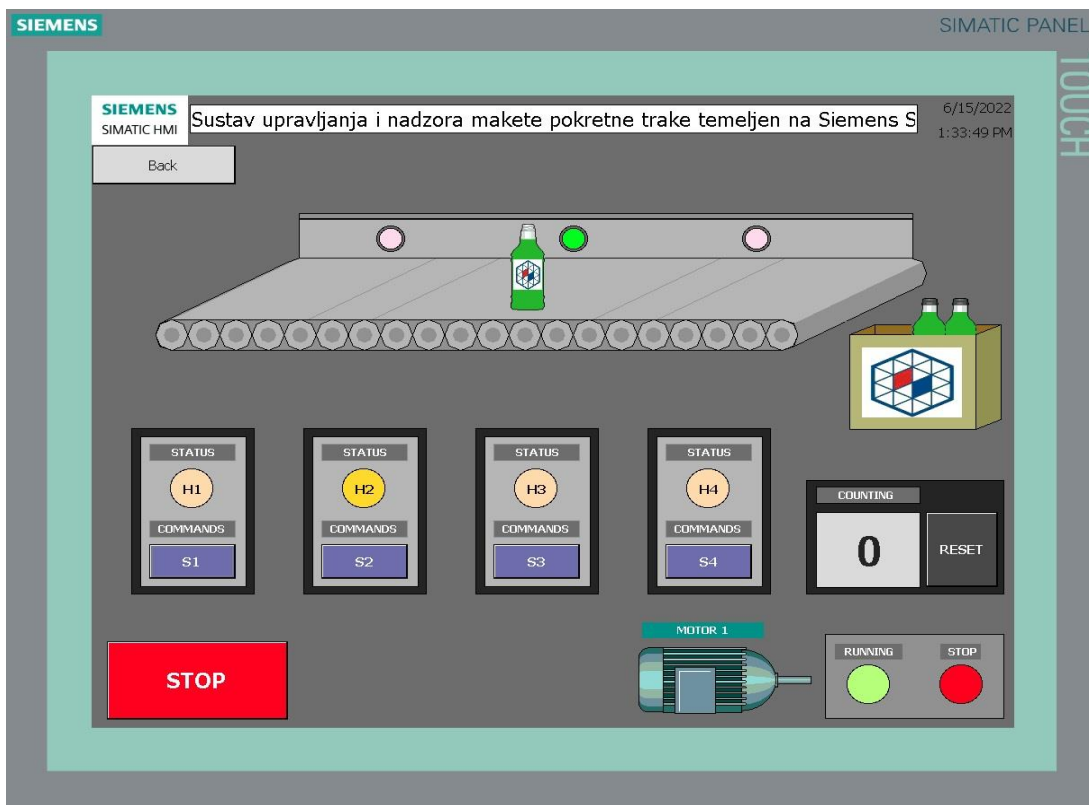 SIEMENS
SIMATIC PANEL
TOUCH
SIEMENS
SIMATIC HMI
Sustav upravljanja i nadzora makete pokretne trake temeljen na Siemens S
6/15/2022
1:33:49 PM
Back
STATUS
H1
COMMANDS
S1
STATUS
H2
COMMANDS
S2
STATUS
H3
COMMANDS
S3
STATUS
H4
COMMANDS
S4
COUNTING
0
RESET
STOP
MOTOR 1
RUNNING
STOP